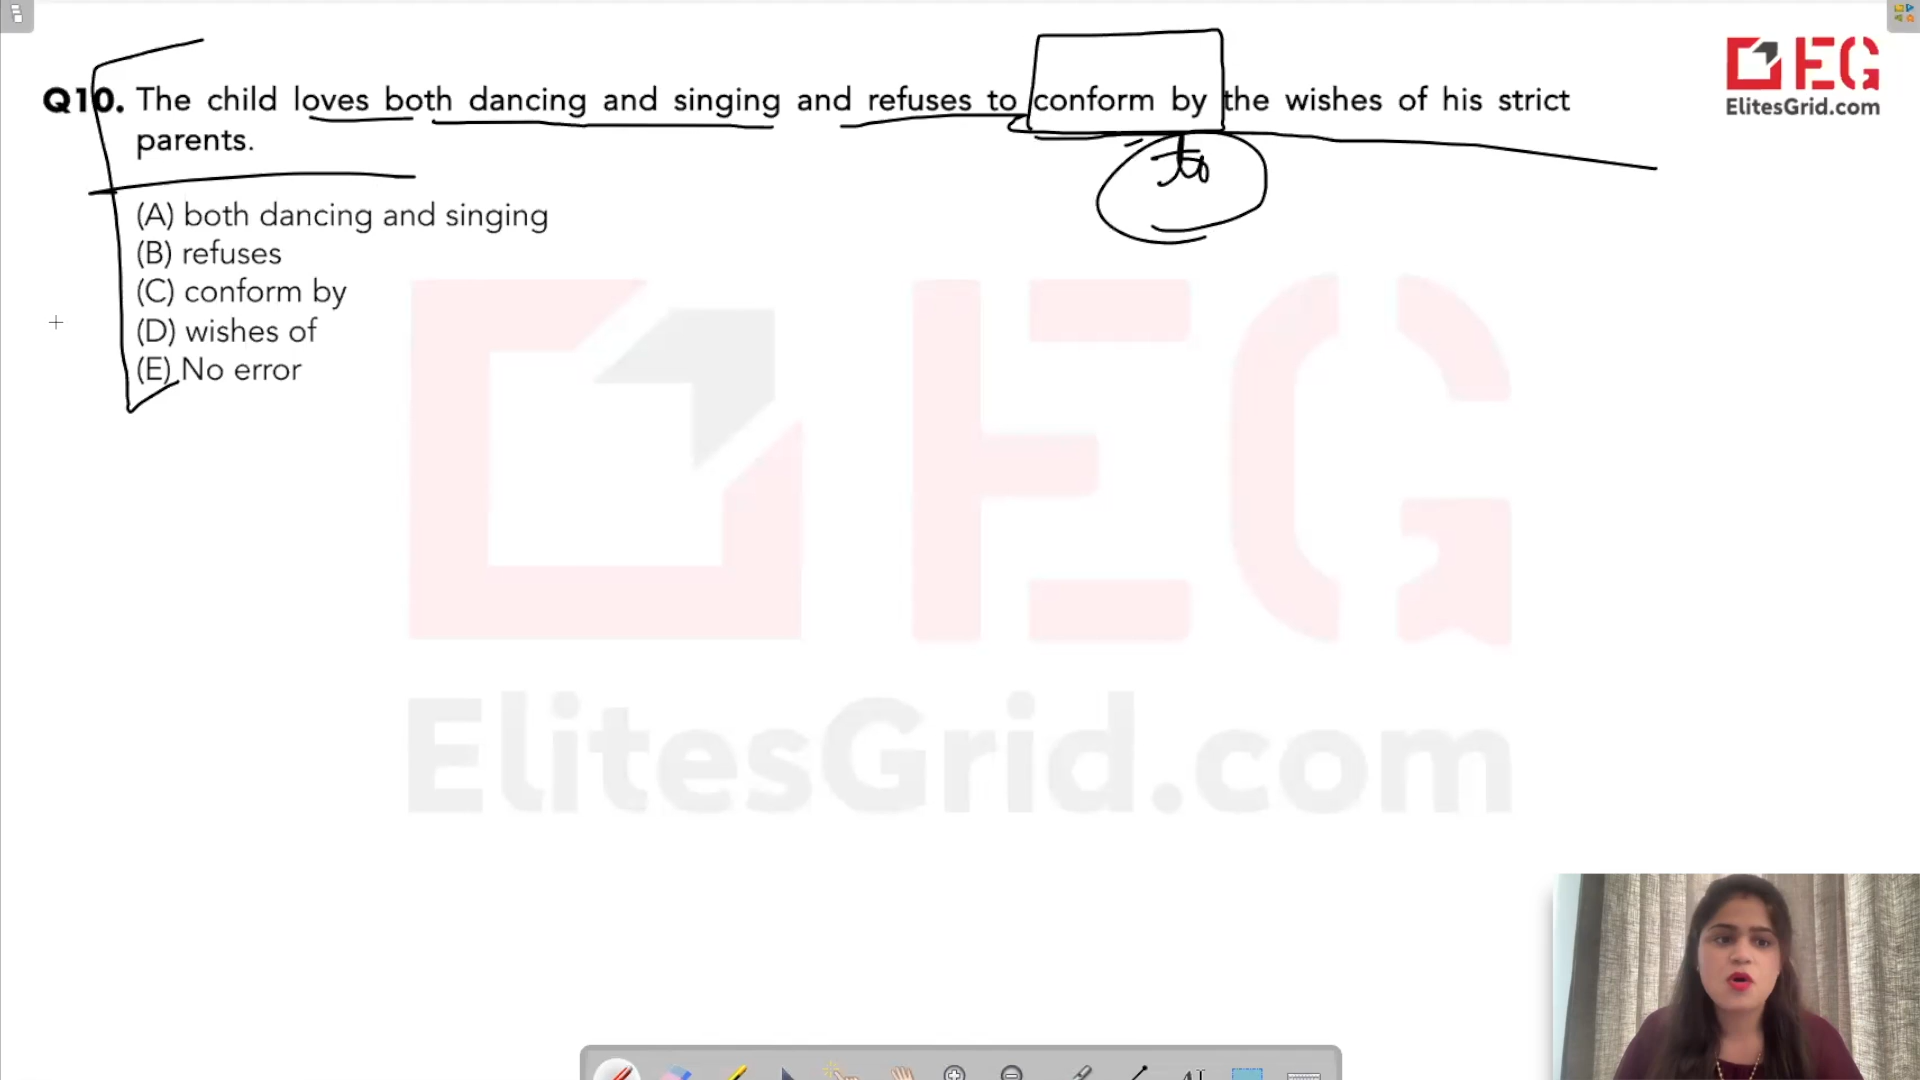 EG
ElitesGrid.com
Q10. The child loves both dancing and singing and refuses to conform by the wishes of his strict
parents.
to
(A) both dancing and singing
(B) refuses
(C) conform by
(D) wishes of
(E) No error
EG
ElitesGrid.com